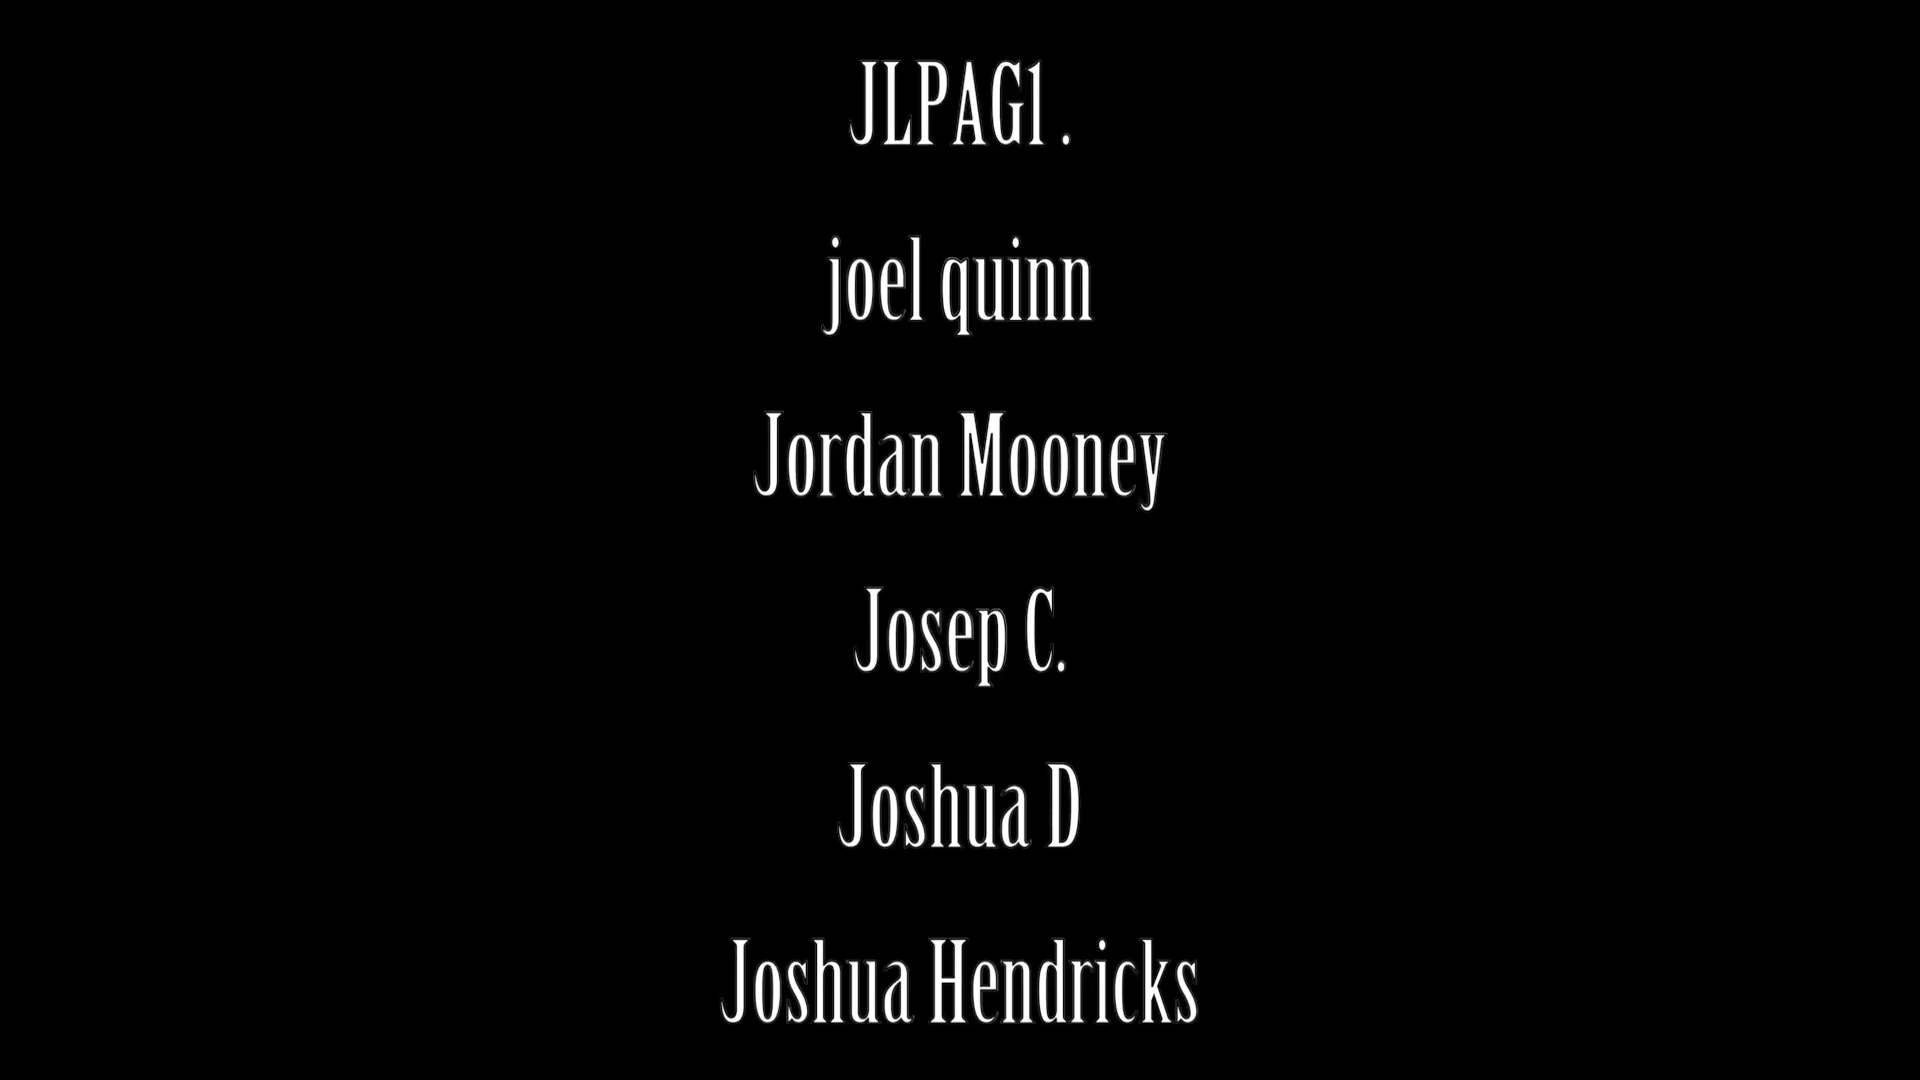 JLPAG1 .
joel quinn
Jordan Mooney
Josep C.
Joshua D
Joshua Hendricks